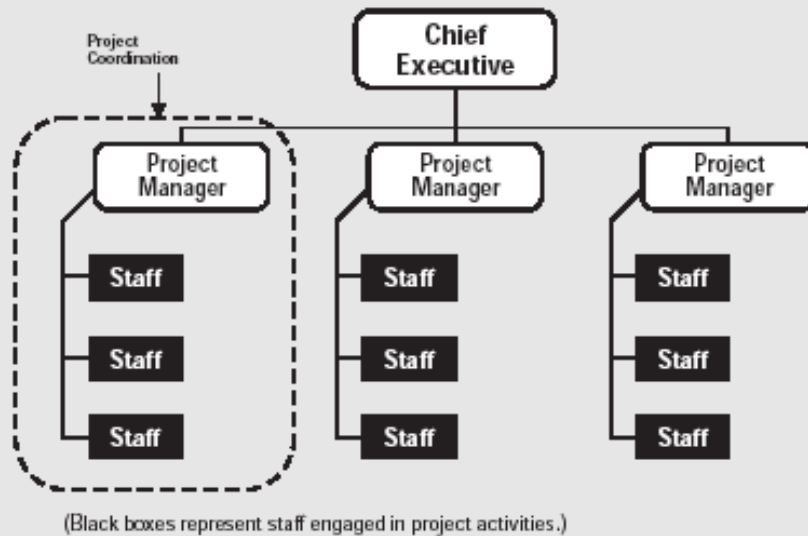 Project
Coordination
Chief
Executive
Project
Manager
Project
Manager
Project
Manager
Staff
Staff
Staff
Staff
Staff
Staff
Staff
Staff
Staff
(Black boxes represent staff engaged in project activities.)